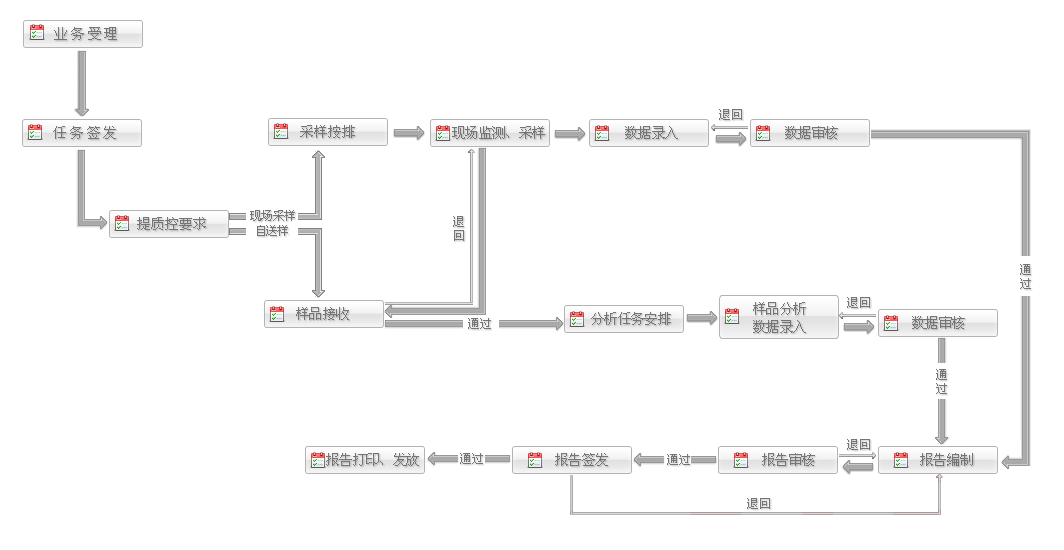 业务受理
任务签发
采样按排
现场监测、采样
数据录入
退回
数据审核
提质控要求
现场采样
自送样
退
回
通
过
样品接收
通过
分析任务安排
样品分析
数据录入
退回
数据审核
通
过
报告打印、发放
通过
报告签发
通过
报告审核
退回
报告编制
退回